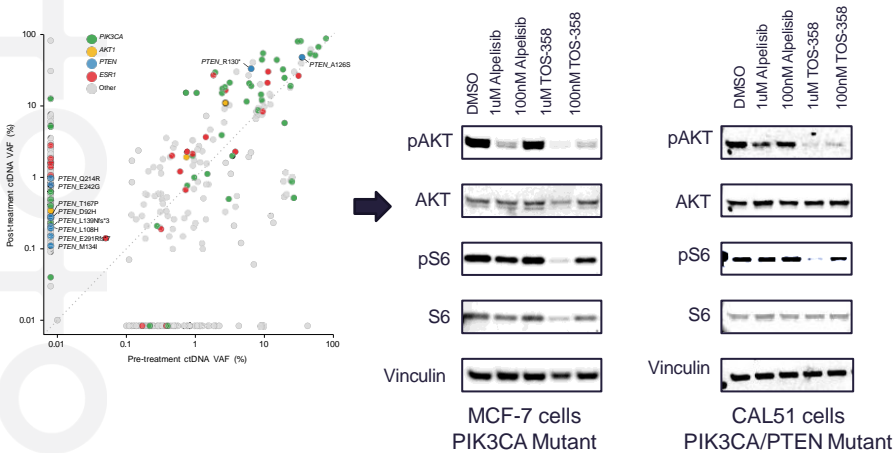 100
10
1
0.1
0.01
Post-treatment ctDNA VAF (%)
PIK3CA
AKT1
PTEN
ESR1
Other
PTEN_R130*
PTEN_A126S
PTEN_G214R
PTEN_E242G
PTEN_T167P
PTEN_D92H
PTEN_L139Nfs*3
PTEN_L108H
PTEN_M134I
0.01
0.1
1
10
100
Pre-treatment ctDNA VAF (%)
DMSO
1uM Alpelisib
100nM Alpelisib
1uM TOS-358
100nM TOS-358
pAKT
AKT
pS6
S6
Vinculin
MCF-7 cells
PIK3CA Mutant
DMSO
1uM Alpelisib
100nM Alpelisib
1uM TOS-358
100nM TOS-358
pAKT
AKT
pS6
S6
Vinculin
CAL51 cells
PIK3CA/PTEN Mutant